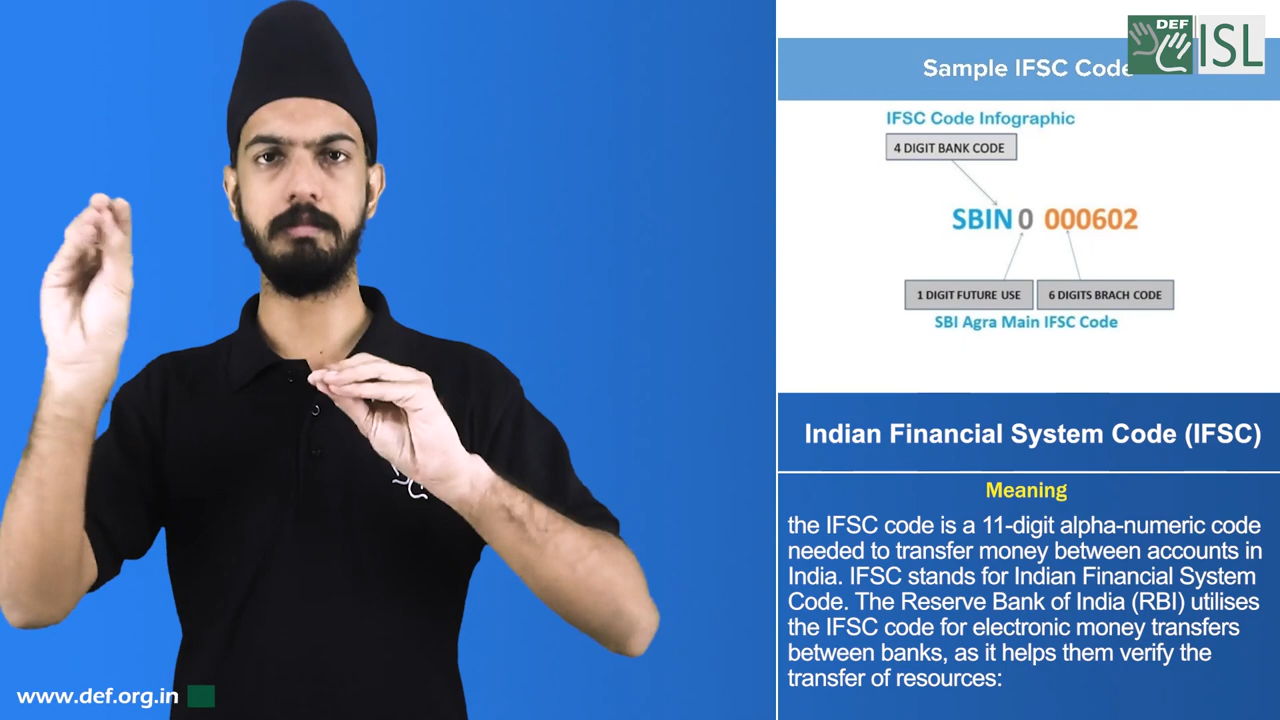 DEF
ISL
Sample IFSC Code
IFSC Code Infographic
4 DIGIT BANK CODE
SBIN 0 000602
1 DIGIT FUTURE USE
6 DIGITS BRACH CODE
SBI Agra Main IFSC Code
Indian Financial System Code (IFSC)
Meaning
the IFSC code is a 11-digit alpha-numeric code
needed to transfer money between accounts in
India. IFSC stands for Indian Financial System
Code. The Reserve Bank of India (RBI) utilises
the IFSC code for electronic money transfers
between banks, as it helps them verify the
transfer of resources:
www.def.org.in